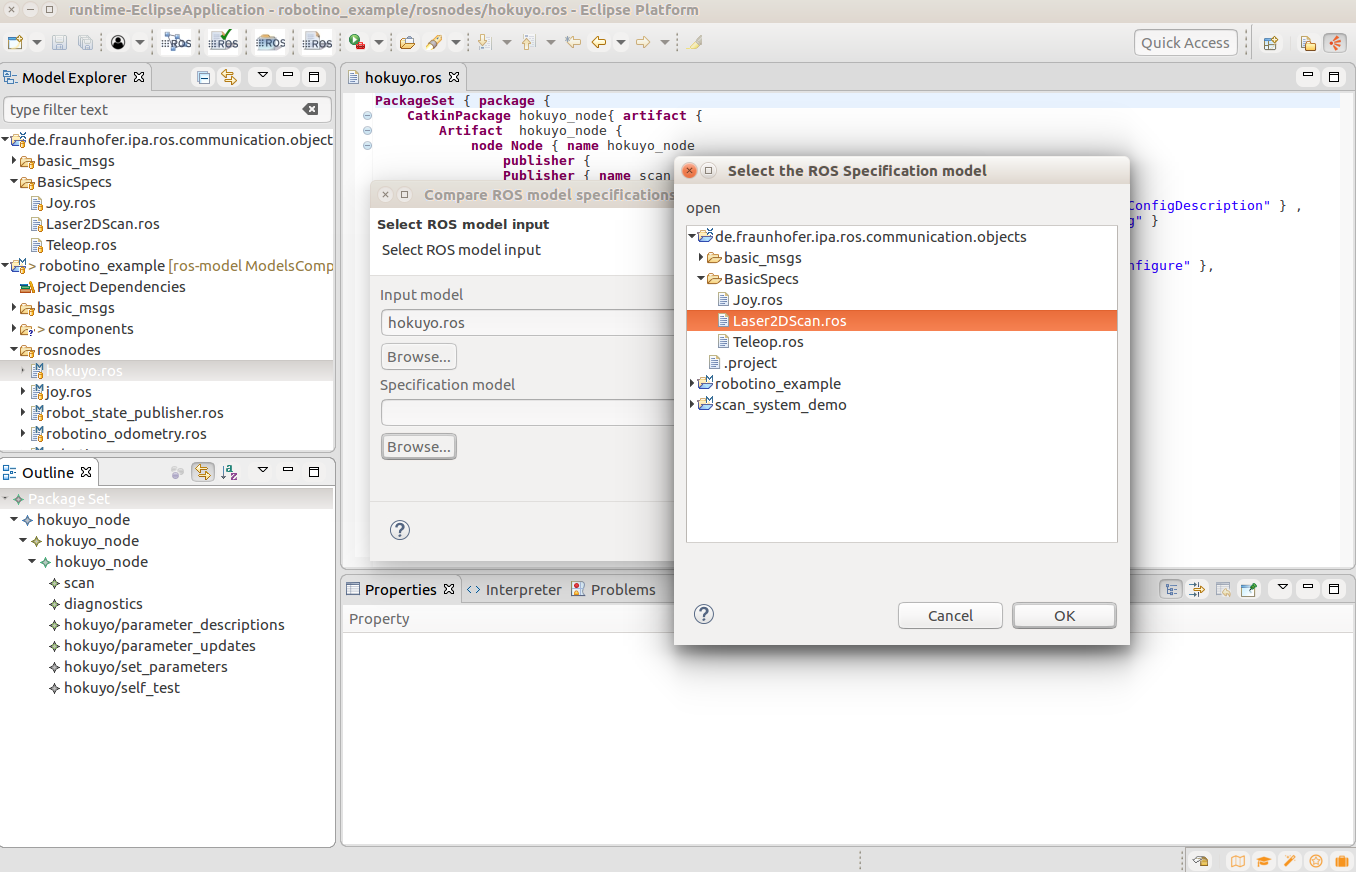 runtime-EclipseApplication - robotino_example/rosnodes/hokuyo.ros - Eclipse Platform
ROS ROS ROS ROS Quick Access
Model Explorer
type filter text
de.fraunhofer.ipa.ros.communication.object
basic_msgs
BasicSpecs
Joy.ros
Laser2DScan.ros
Teleop.ros
> robotino_example [ros-model ModelsComp
Project Dependencies
basic_msgs
> components
rosnodes
hokuyo.ros
joy.ros
robot_state_publisher.ros
robotino_odometry.ros
Outline
Package Set
hokuyo_node
hokuyo_node
hokuyo_node
scan
diagnostics
hokuyo/parameter_descriptions
hokuyo/parameter_updates
hokuyo/set_parameters
hokuyo/self_test
hokuyo.ros
PackageSet { package {
CatkinPackage hokuyo_node{ artifact {
Artifact hokuyo_node {
node Node { name hokuyo_node
publisher {
Publisher { name scan
ConfigDescription" } ,
g" }
nfigure" },
Compare ROS model specifications
Select ROS model input
Select ROS model input
Input model
hokuyo.ros
Browse...
Specification model
Browse...
?
Select the ROS Specification model
open
de.fraunhofer.ipa.ros.communication.objects
basic_msgs
BasicSpecs
Joy.ros
Laser2DScan.ros
Teleop.ros
.project
robotino_example
scan_system_demo
? Cancel OK
Properties Interpreter Problems
Property